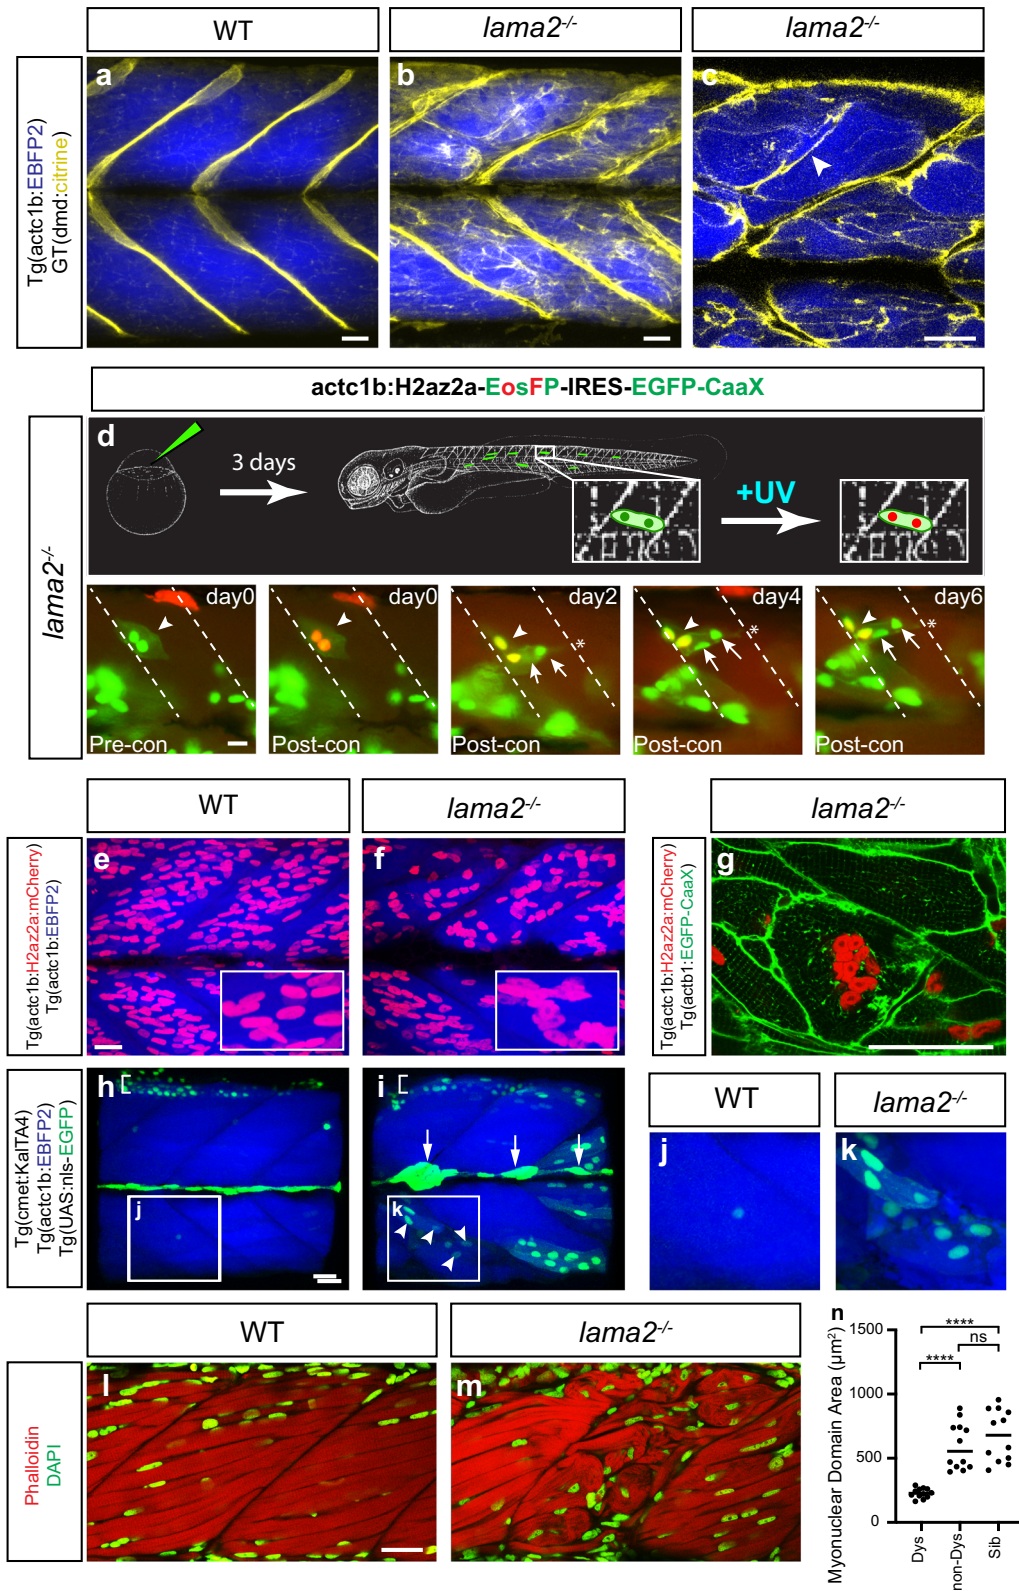 WT
lama2-/-
lama2-/-
Tg(actc1b:EBFP2)
GT(dmd:citrine)
a
b
c
actc1b:H2az2a-EosFP-IRES-EGFP-CaaX
lama2-/-
d
3 days
+UV
day0
day0
day2
day4
day6
*
*
*
Pre-con
Post-con
Post-con
Post-con
Post-con
WT
lama2-/-
lama2-/-
Tg(actc1b:H2az2a:mCherry)
Tg(actc1b:EBFP2)
e
f
Tg(actc1b:H2az2a:mCherry)
Tg(actb1:EGFP-CaaX)
g
Tg(cmet:KalTA4)
Tg(actc1b:EBFP2)
Tg(UAS:nls-EGFP)
h
i
j
k
WT
lama2-/-
j
k
WT
lama2-/-
Phalloidin
DAPI
l
m
n
Myonuclear Domain Area (µm²)
1500
1000
500
0
****
ns
****
Dys
non-Dys
Sib